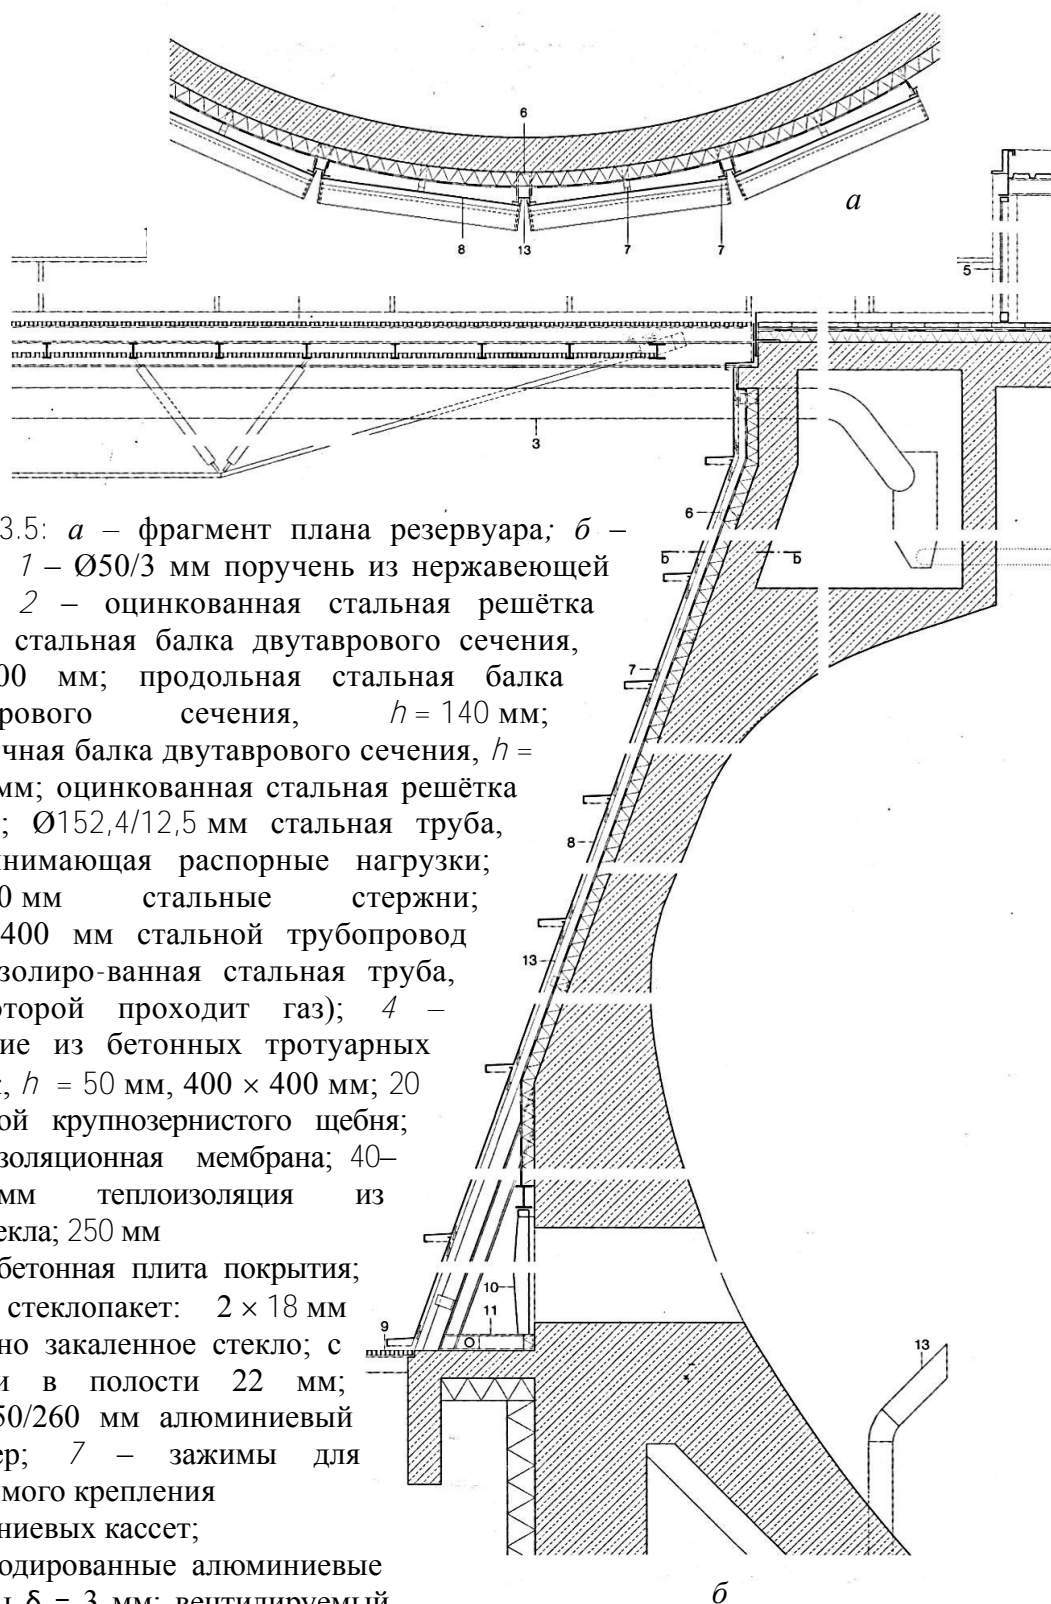 6
а
8
13
7
7
5
3
3.5: а – фрагмент плана резервуара; б –
1 – Ø50/3 мм поручень из нержавеющей
2 – оцинкованная стальная решётка
стальная балка двутаврового сечения,
00 мм; продольная стальная балка
рового сечения, h = 140 мм;
чная балка двутаврового сечения, h =
мм; оцинкованная стальная решётка
; Ø152,4/12,5 мм стальная труба,
нимающая распорные нагрузки;
0 мм стальные стержни;
400 мм стальной трубопровод
золиро-ванная стальная труба,
оторой проходит газ); 4 –
ие из бетонных тротуарных
, h = 50 мм, 400 × 400 мм; 20
ой крупнозернистого щебня;
золяционная мембрана; 40–
мм теплоизоляция из
екла; 250 мм
бетонная плита покрытия;
стеклопакет: 2 × 18 мм
но закаленное стекло; с
и в полости 22 мм;
50/260 мм алюминиевый
ер; 7 – зажимы для
мого крепления
ниевых кассет;
одированные алюминиевые
δ = 3 мм; вентилируемый
6
Б
Б
7
8
13
10
11
9
13
б